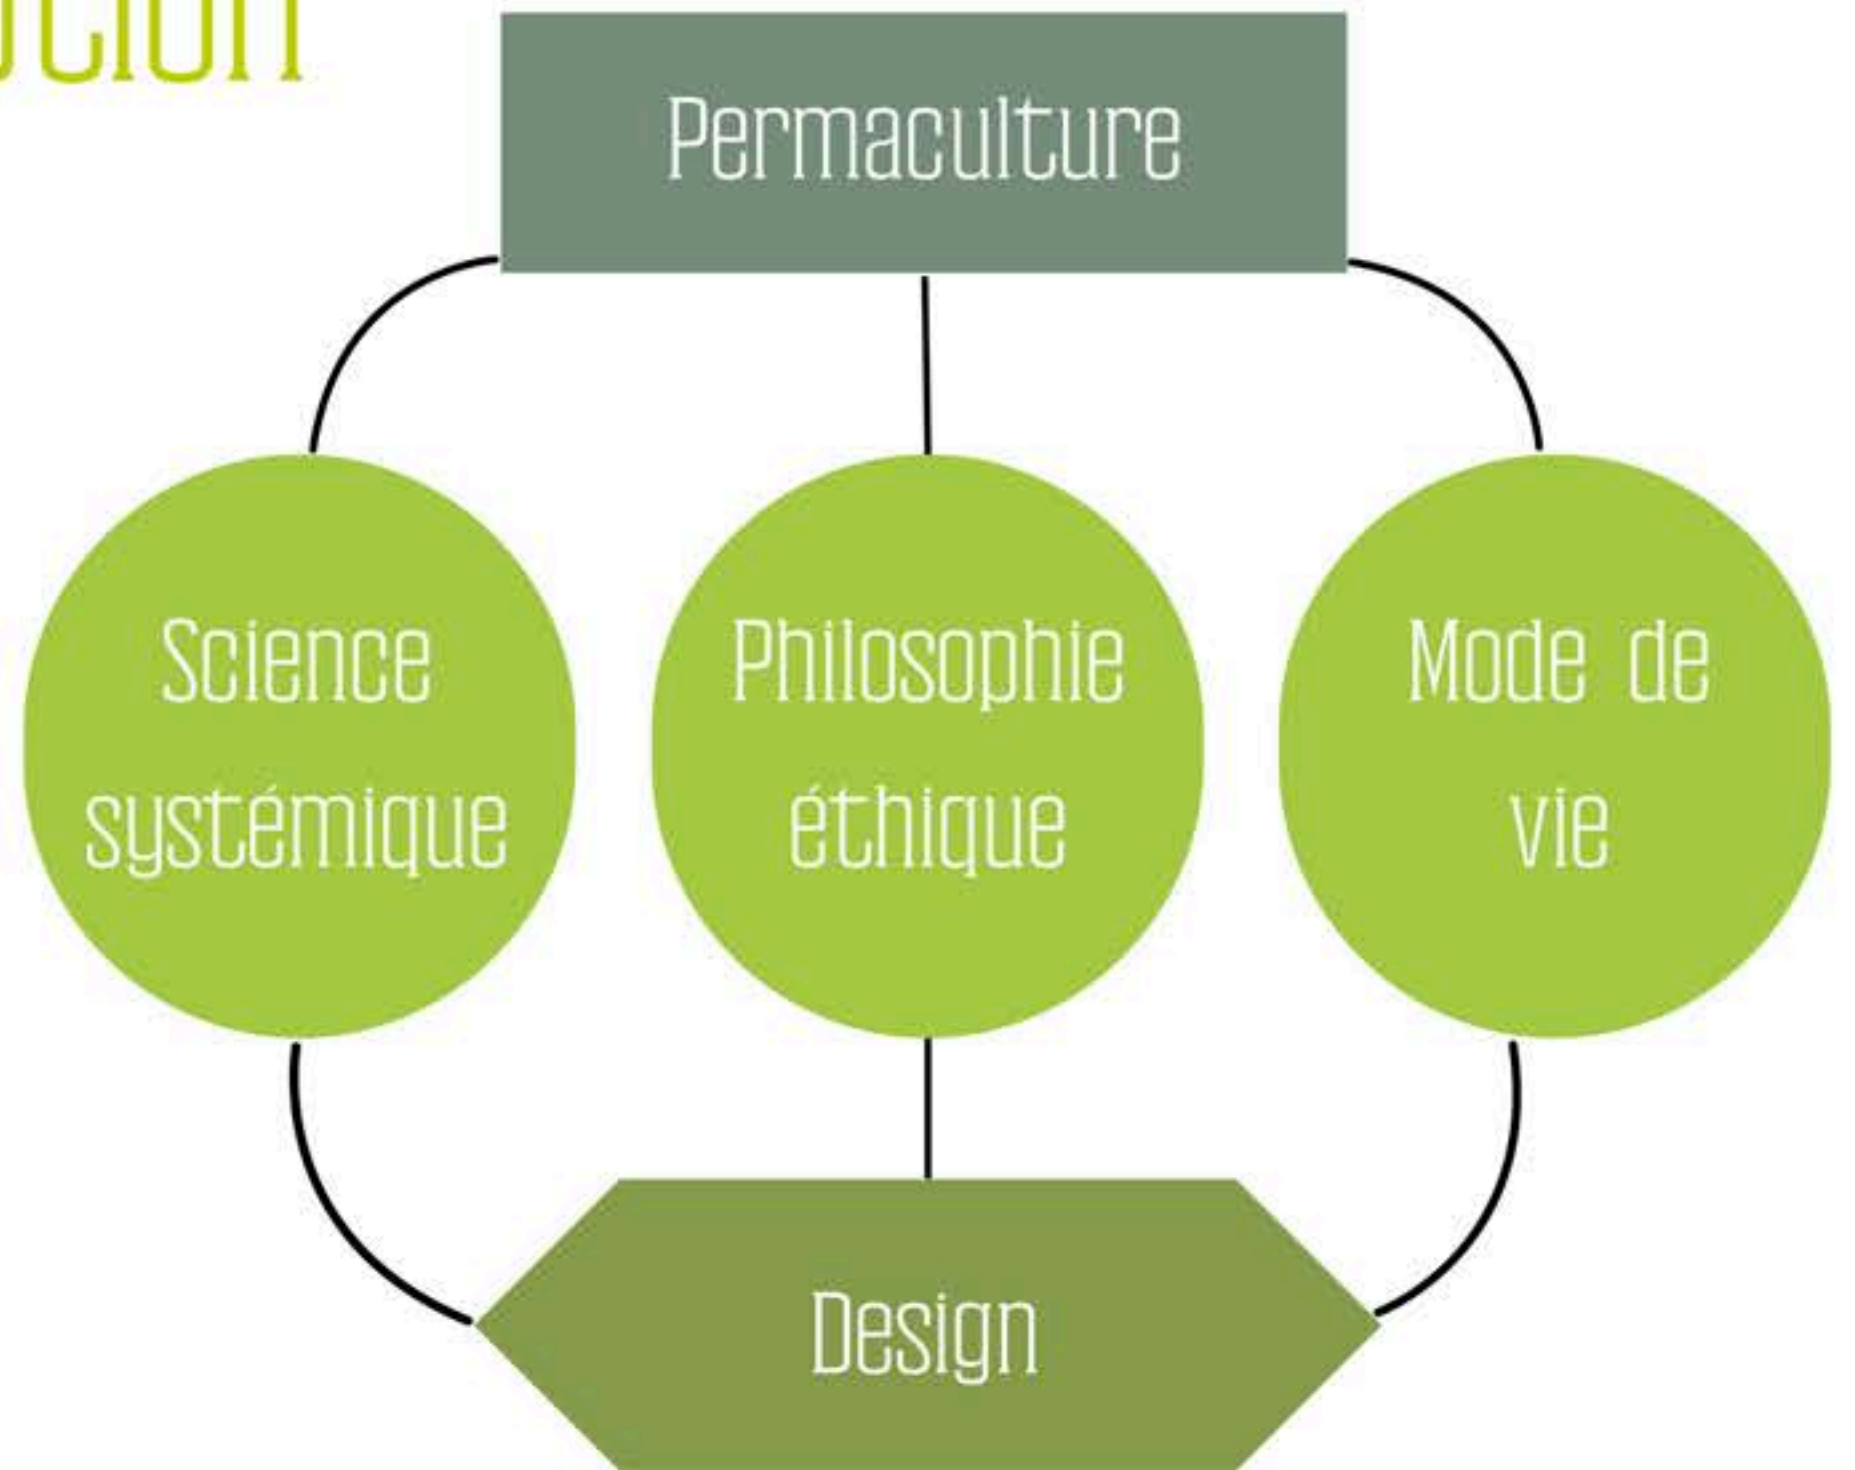 Permaculture
Science
systémique
Philosophie
éthique
Mode de
vie
Design